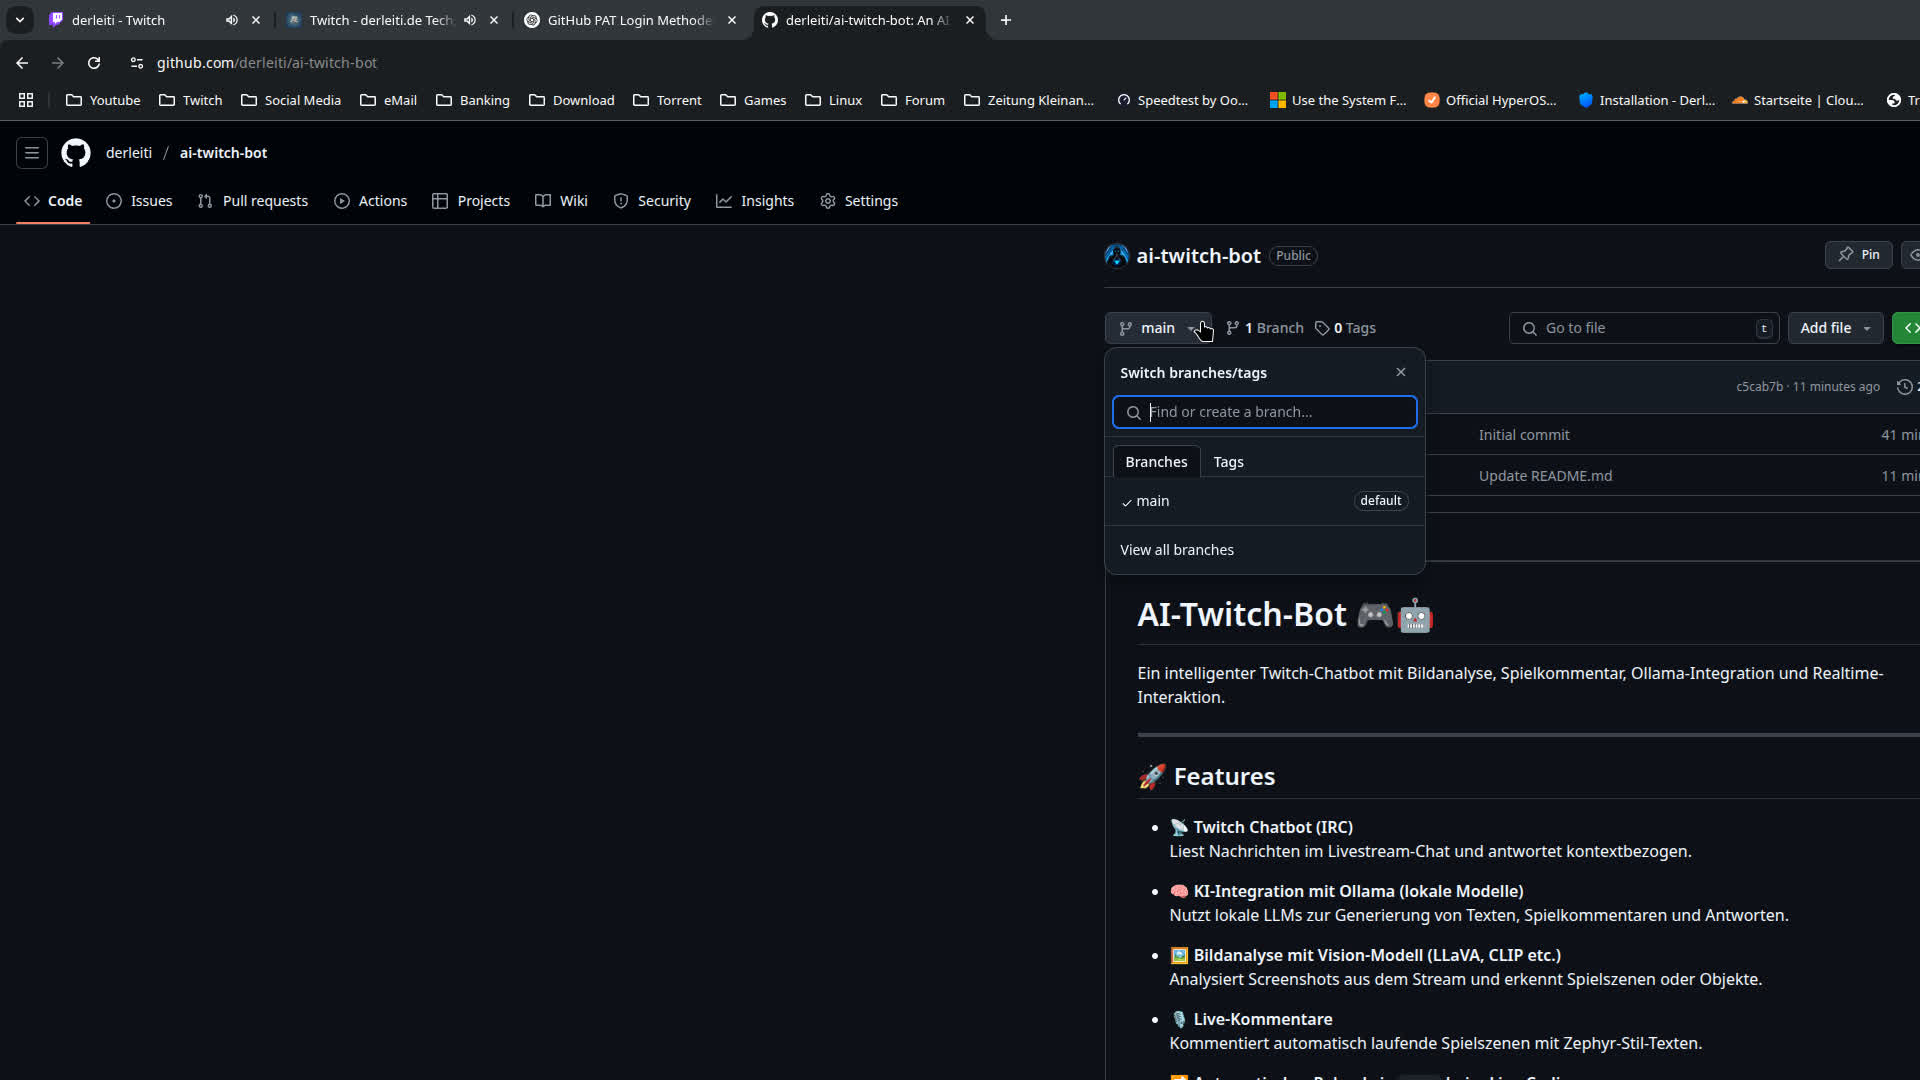 derleiti - Twitch
Twitch - derleiti.de Tech
GitHub PAT Login Methode
derleiti/ai-twitch-bot: An AI
github.com/derleiti/ai-twitch-bot
Youtube
Twitch
Social Media
eMail
Banking
Download
Torrent
Games
Linux
Forum
Zeitung Kleinan...
Speedtest by Oo...
Use the System F...
Official HyperOS...
Installation - Derl...
Startseite | Clou...
Tr
derleiti / ai-twitch-bot
Code
Issues
Pull requests
Actions
Projects
Wiki
Security
Insights
Settings
ai-twitch-bot Public
Pin
main
1 Branch
0 Tags
Go to file t
Add file
Switch branches/tags
c5cab7b · 11 minutes ago
Find or create a branch...
Initial commit
41 mi
Branches
Tags
Update README.md
11 mi
main
default
View all branches
AI-Twitch-Bot 🎮🤖
Ein intelligenter Twitch-Chatbot mit Bildanalyse, Spielkommentar, Ollama-Integration und Realtime-
Interaktion.
🚀 Features
• 📡 Twitch Chatbot (IRC)
Liest Nachrichten im Livestream-Chat und antwortet kontextbezogen.
• 🧠 KI-Integration mit Ollama (lokale Modelle)
Nutzt lokale LLMs zur Generierung von Texten, Spielkommentaren und Antworten.
• 🖼️ Bildanalyse mit Vision-Modell (LLaVA, CLIP etc.)
Analysiert Screenshots aus dem Stream und erkennt Spielszenen oder Objekte.
• 🎙️ Live-Kommentare
Kommentiert automatisch laufende Spielszenen mit Zephyr-Stil-Texten.